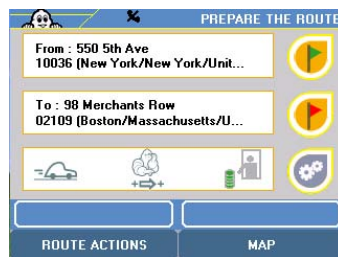 PREPARE THE ROUTE
From : 550 5th Ave
10036 (New York/New York/Unit...
To : 98 Merchants Row
02109 (Boston/Massachusetts/U...
ROUTE ACTIONS
MAP